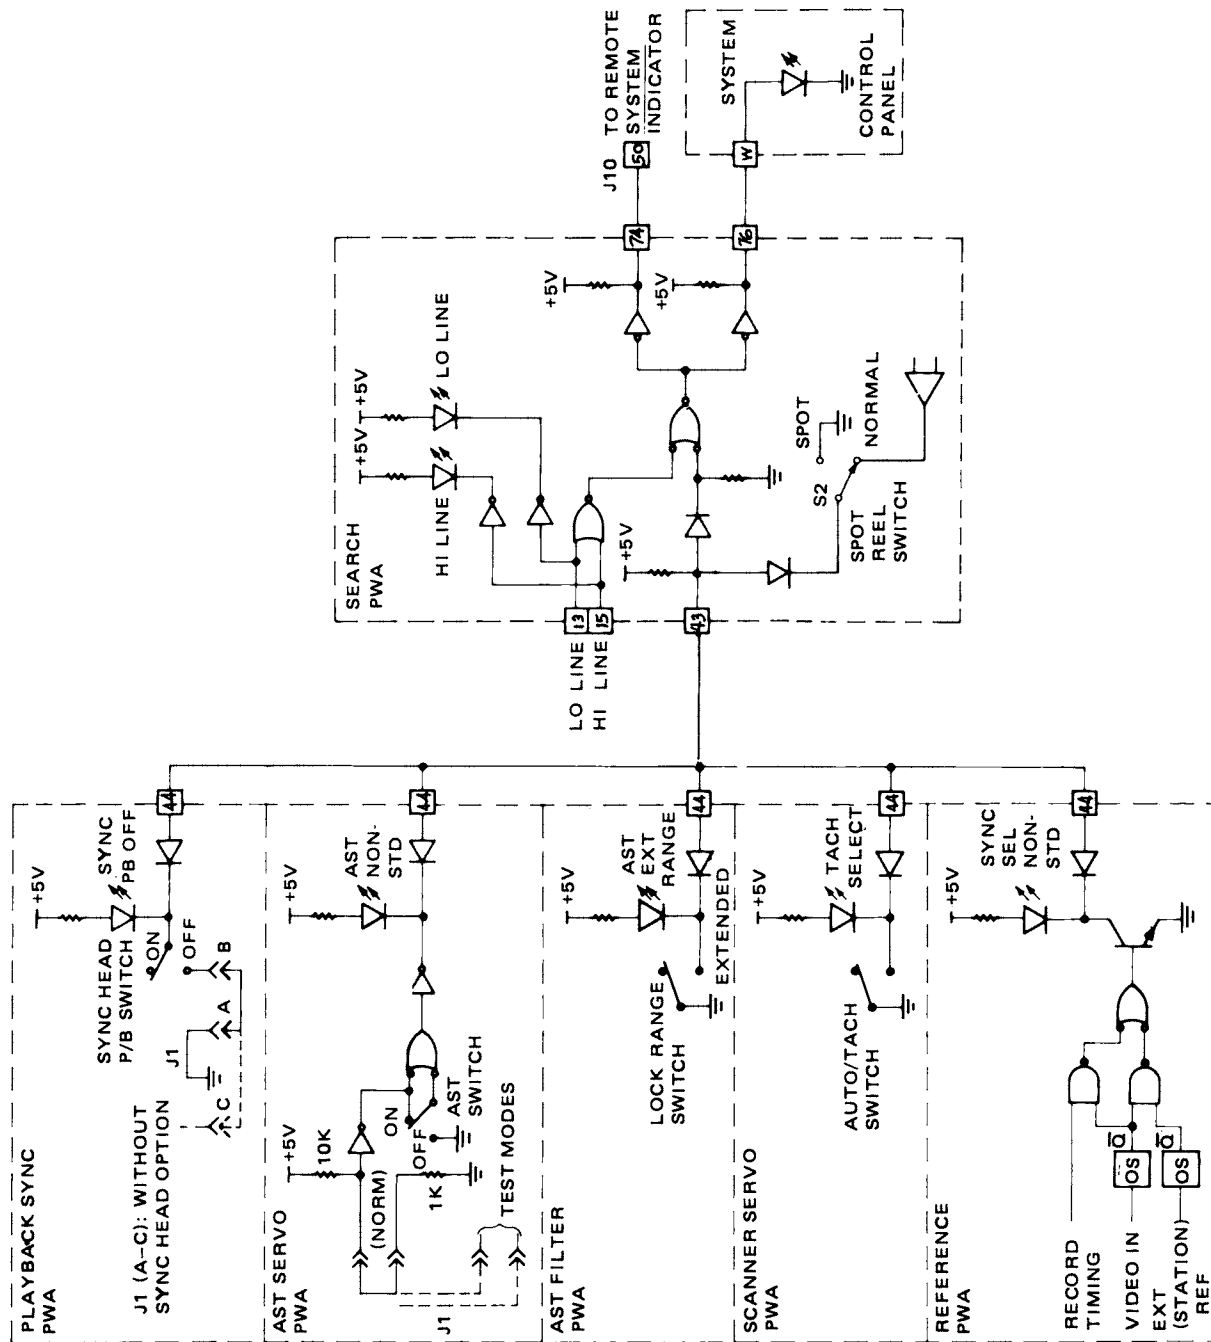 PLAYBACK SYNC
PWA
J1 (A-C): WITHOUT
SYNC HEAD OPTION
C
J1
A
B
SYNC HEAD
P/B SWITCH
ON
OFF
+5V
SYNC
PB OFF
44
AST SERVO
PWA
+5V
10K
(NORM)
1K
J1
TEST MODES
ON
OFF
AST SWITCH
+5V
AST
NON-
STD
44
AST FILTER
PWA
LOCK RANGE
SWITCH
EXTENDED
+5V
AST
EXT
RANGE
44
SCANNER SERVO
PWA
AUTO/TACH
SWITCH
+5V
TACH
SELECT
44
REFERENCE
PWA
RECORD
TIMING
VIDEO IN
EXT
(STATION)
REF
OS
Q
OS
Q
+5V
SYNC
SEL
NON-
STD
44
SEARCH
PWA
LO LINE
HI LINE
13
15
43
HI LINE
+5V
+5V
LO LINE
+5V
SPOT
REEL
SWITCH
S2
SPOT
NORMAL
+5V
+5V
74
76
J10
50
TO REMOTE
SYSTEM
INDICATOR
W
SYSTEM
CONTROL
PANEL